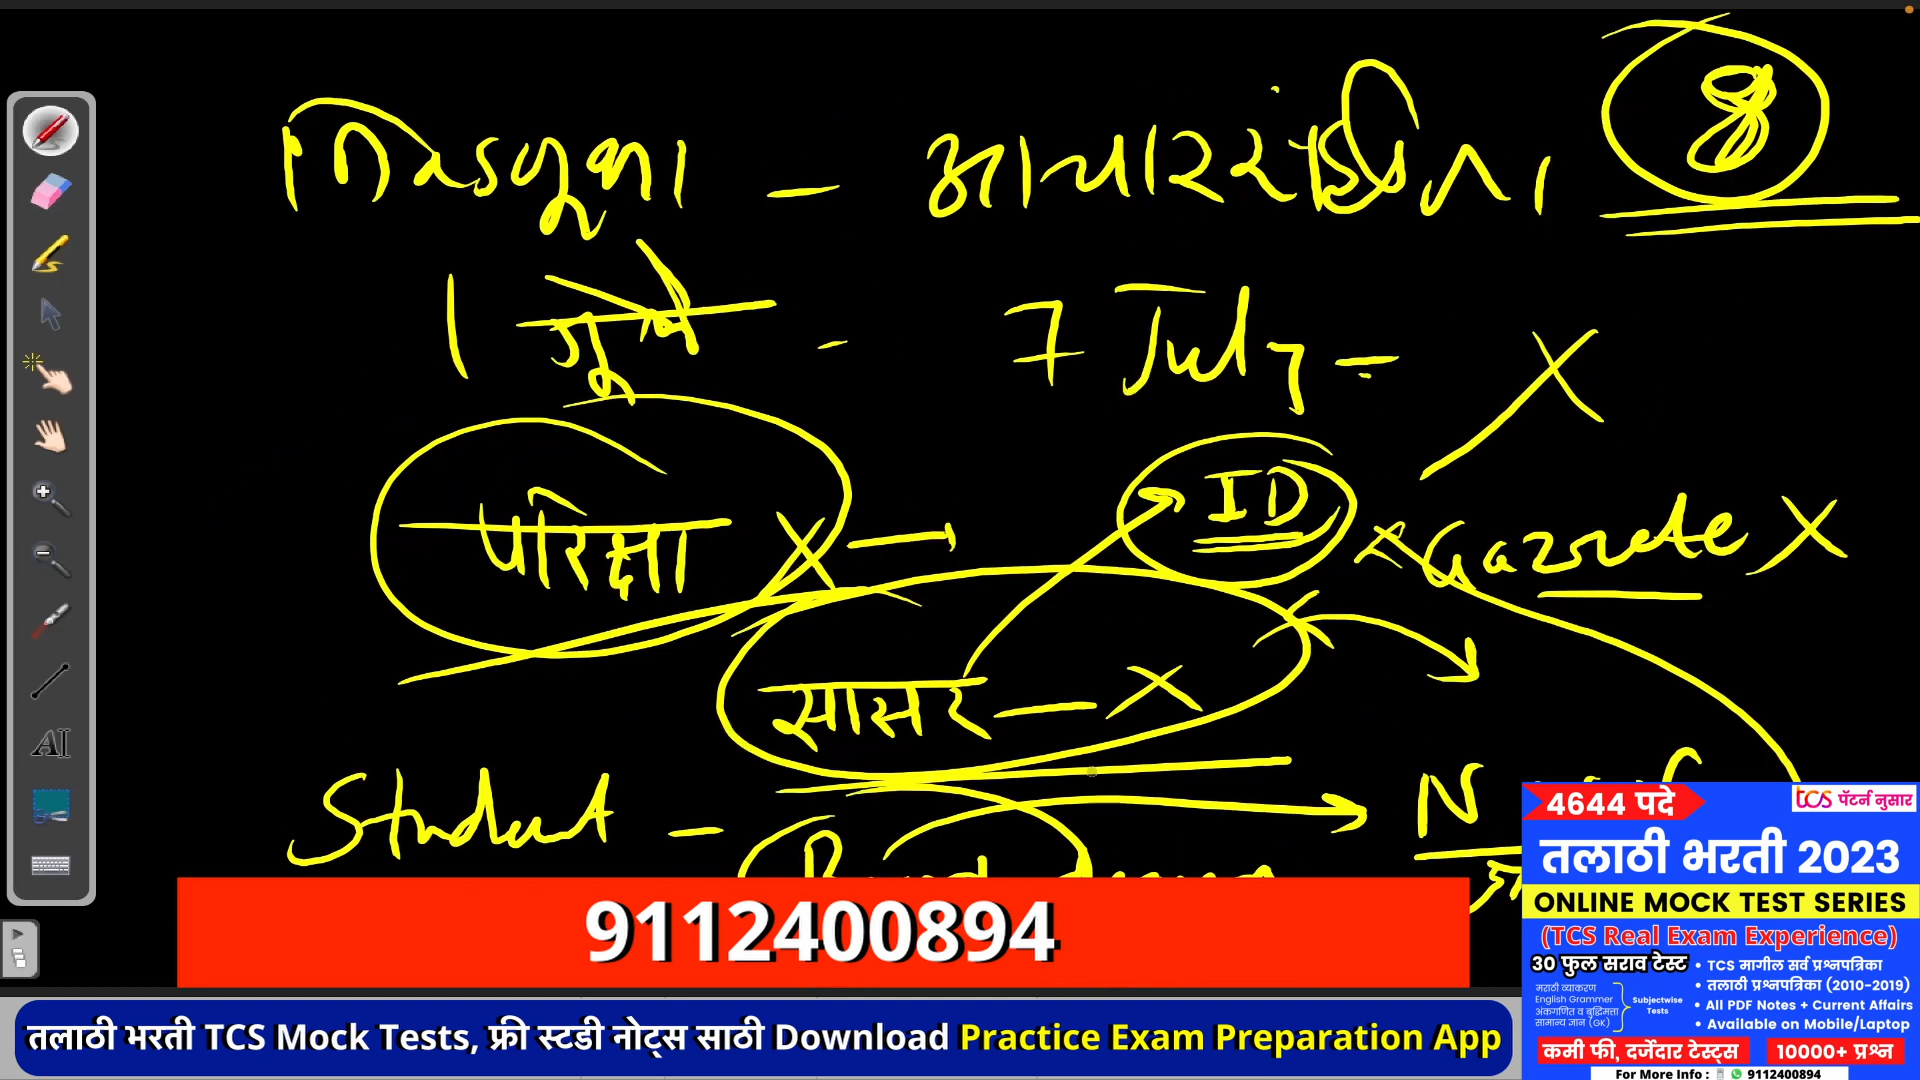 निवडणूका - आचारसंहिता
1 जून - 7 July =
ID
परिक्षा X Gazzete X
सासर - X
Student -
N
9112400894
4644 पदे
tcs पॅटर्न नुसार
तलाठी भरती 2023
ONLINE MOCK TEST SERIES
(TCS Real Exam Experience)
30 फुल सराव टेस्ट
मराठी व्याकरण
English Grammer
अंकगणित व बुद्धिमत्ता
सामान्य ज्ञान (GK)
Subjectwise
Tests
• TCS मागील सर्व प्रश्नपत्रिका
• तलाठी प्रश्नपत्रिका (2010-2019)
• All PDF Notes + Current Affairs
• Available on Mobile/Laptop
कमी फी, दर्जेदार टेस्ट्स
10000+ प्रश्न
For More Info : 9112400894
तलाठी भरती TCS Mock Tests, फ्री स्टडी नोट्स साठी Download Practice Exam Preparation App